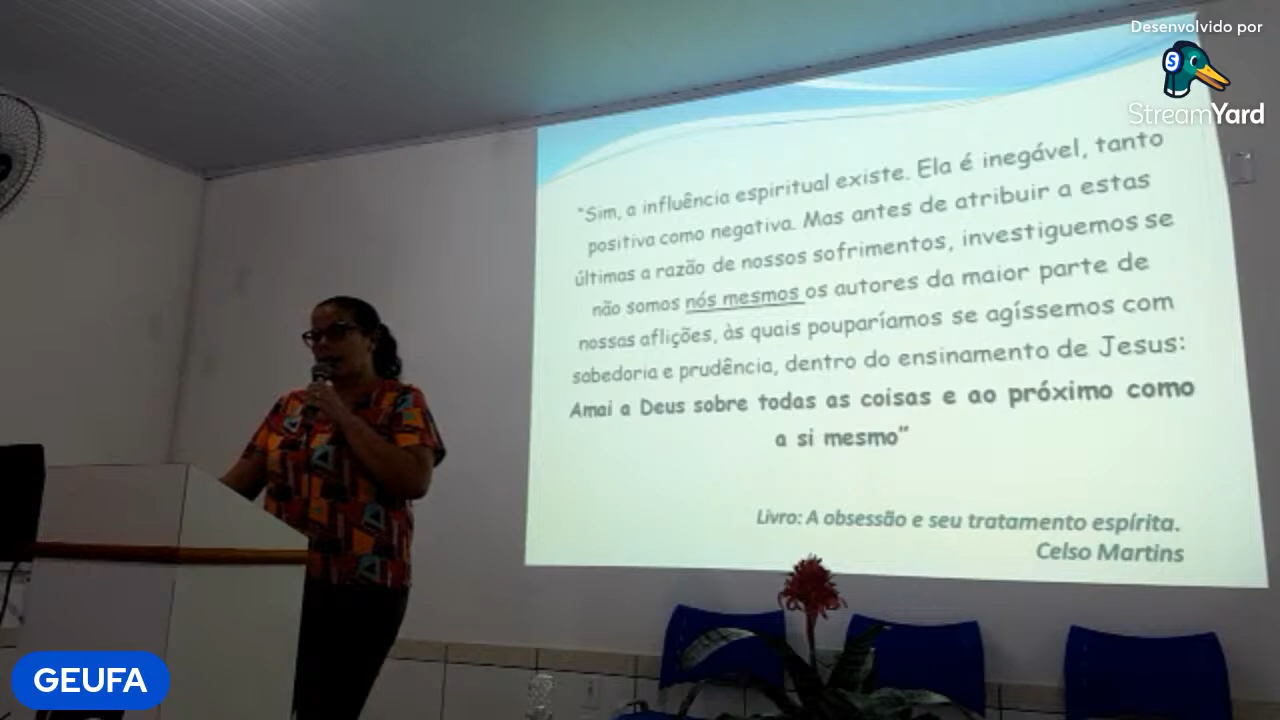 Desenvolvido por
StreamYard
"Sim, a influência espiritual existe. Ela é inegável, tanto
positiva como negativa. Mas antes de atribuir a estas
últimas a razão de nossos sofrimentos, investiguemos se
não somos nós mesmos os autores da maior parte de
nossas aflições, às quais pouparíamos se agíssemos com
sabedoria e prudência, dentro do ensinamento de Jesus:
Amai a Deus sobre todas as coisas e ao próximo como
a si mesmo"
Livro: A obsessão e seu tratamento espírita.
Celso Martins
GEUFA